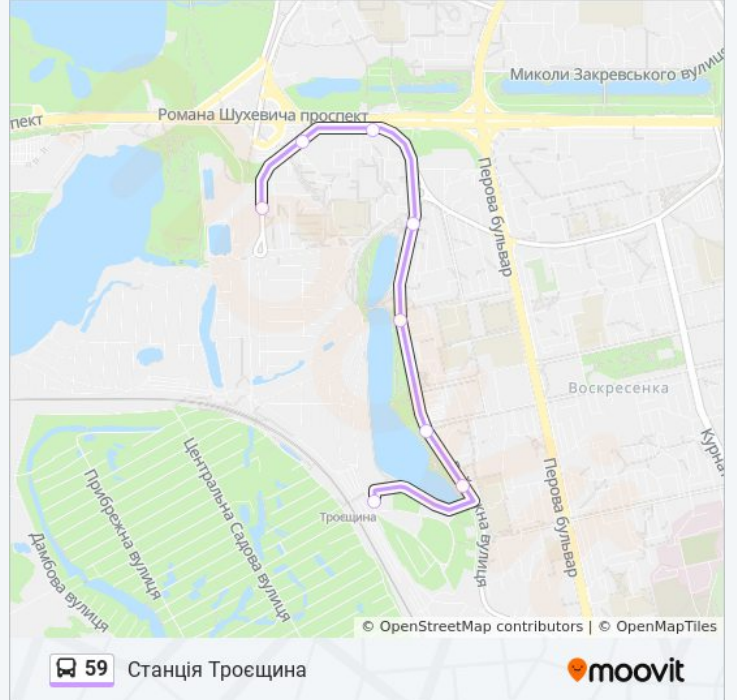 Миколи Закревського вулиця
Романа Шухевича проспект
пект
Перова бульвар
Воскресенка
Курна
Центральна Садова вулиця
Прибрежна вулиця
Дамбова вулиця
Троєщина
жна вулиця
Перова бульвар
© OpenStreetMap contributors | © OpenMapTiles
59 Станція Троєщина
moovit